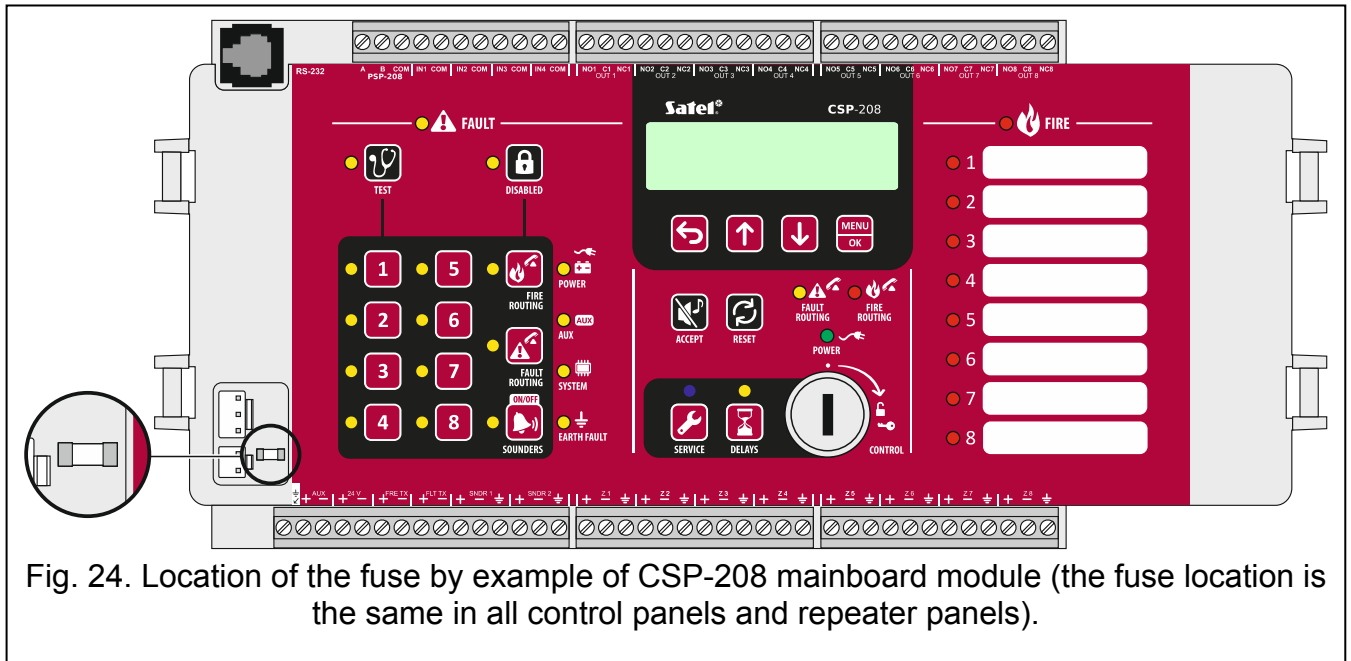 RS-232 A B COM IN1 COM IN2 COM IN3 COM IN4 COM NO1 C1 NC1 NO2 C2 NC2 NO3 C3 NC3 NO4 C4 NC4 NO5 C5 NC5 NO6 C6 NC6 NO7 C7 NC7 NO8 C8 NC8
PSP-208 OUT 1 OUT 2 OUT 3 OUT 4 OUT 5 OUT 6 OUT 7 OUT 8
Satel® CSP-208
FAULT
FIRE
TEST DISABLED
1
2
3
4
5
6
7
8
MENU
OK
1 5
FIRE
ROUTING
POWER
2 6
AUX
AUX
3 7
FAULT
ROUTING
SYSTEM
ON/OFF
4 8
SOUNDERS
EARTH FAULT
ACCEPT RESET
FAULT
ROUTING
FIRE
ROUTING
POWER
SERVICE DELAYS
CONTROL
+ AUX − + 24 V − + FRE TX − + FLT TX − + SNDR 1 − + SNDR 2 − + Z 1 − + Z 2 − + Z 3 − + Z 4 − + Z 5 − + Z 6 − + Z 7 − + Z 8 −
Fig. 24. Location of the fuse by example of CSP-208 mainboard module (the fuse location is
the same in all control panels and repeater panels).